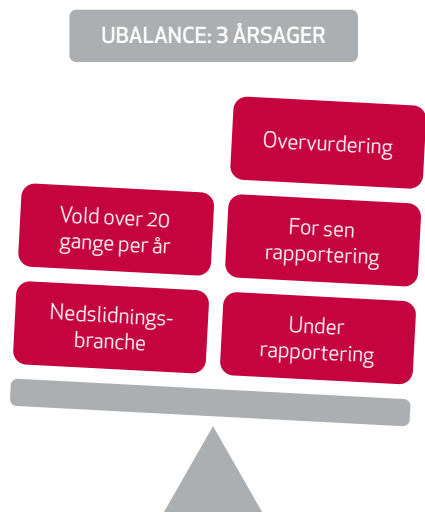 UBALANCE: 3 ÅRSAGER
Overvurdering
Vold over 20
gange per år
For sen
rapportering
Nedslidnings-
branche
Under
rapportering